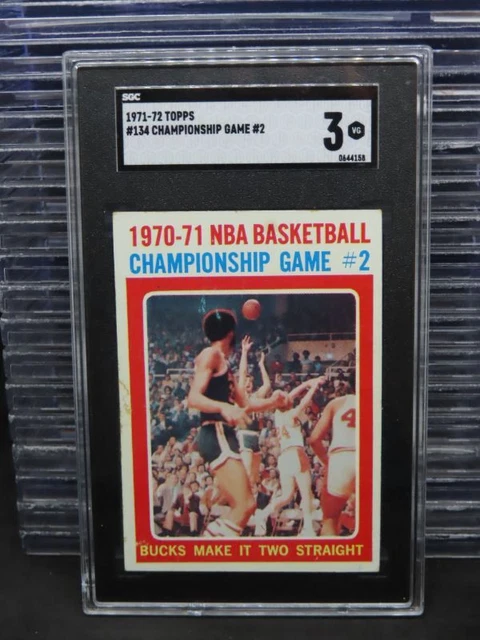 SGC
1971-72 TOPPS
#134 CHAMPIONSHIP GAME #2
3 VG
0644158
1970-71 NBA BASKETBALL
CHAMPIONSHIP GAME #2
4
BUCKS MAKE IT TWO STRAIGHT